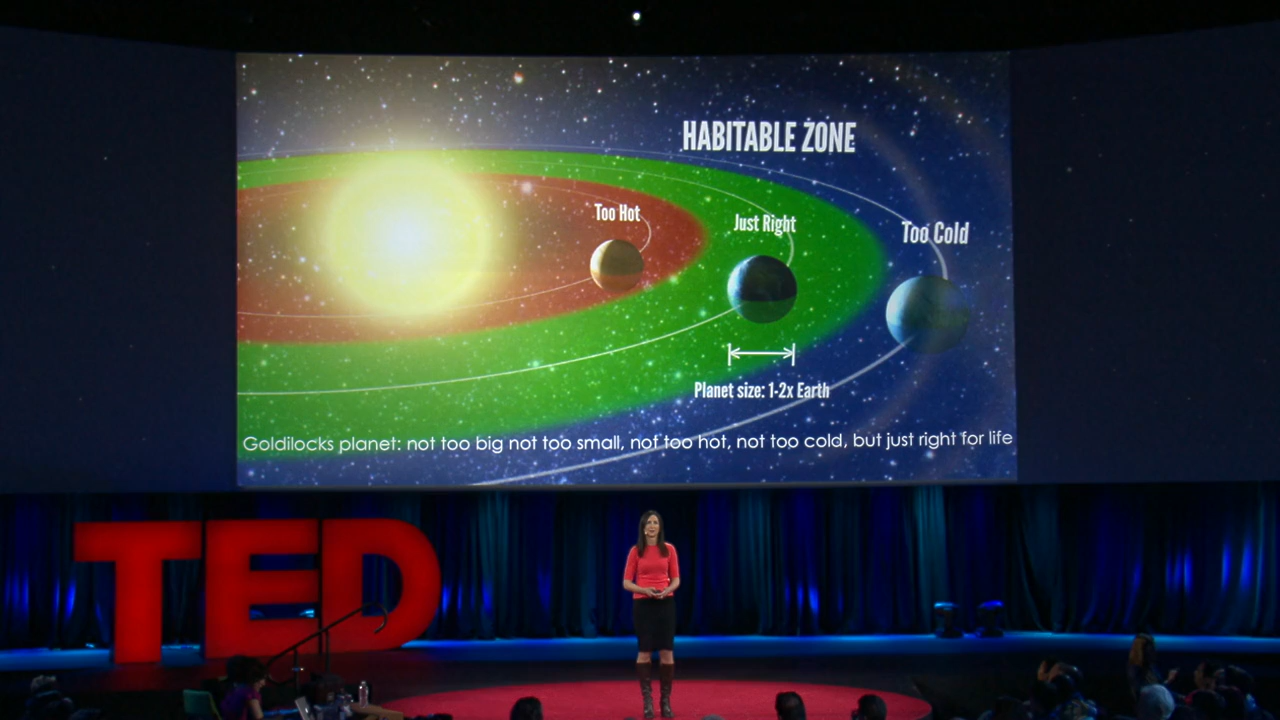 HABITABLE ZONE
Too Hot
Just Right
Too Cold
Planet size: 1-2x Earth
Goldilocks planet: not too big not too small, not too hot, not too cold, but just right for life
TED